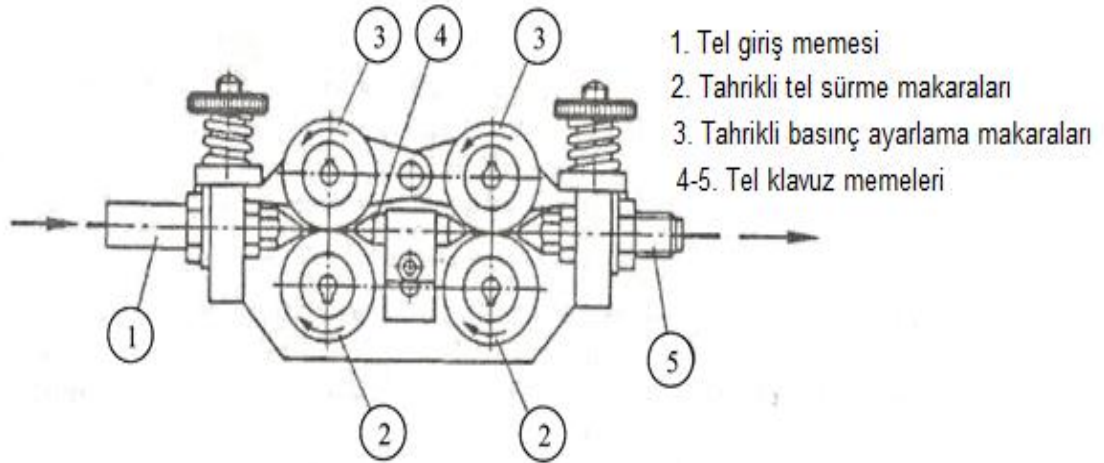 3 4 3
1. Tel giriş memesi
2. Tahrikli tel sürme makaraları
3. Tahrikli basınç ayarlama makaraları
4-5. Tel klavuz memeleri
1
5
2 2